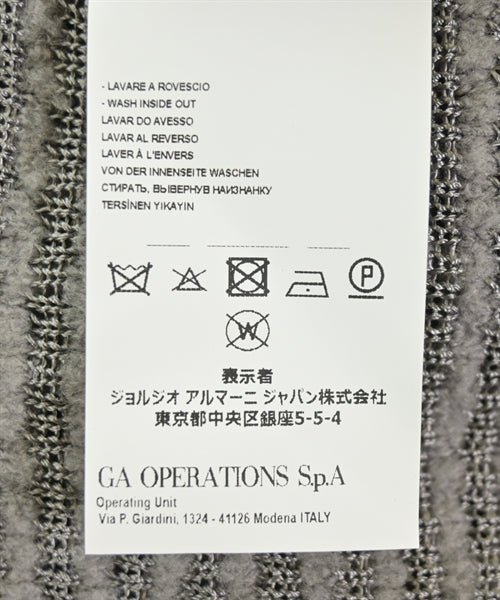 - LAVARE A ROVESCIO
- WASH INSIDE OUT
LAVAR DO AVESSO
LAVAR AL REVERSO
LAVER À L'ENVERS
VON DER INNENSEITE WASCHEN
СТИРАТЬ, ВЫВЕРНУВ НАИЗНАНКУ
TERSİNEN YIKAYIN
P
W
表示者
ジョルジオ アルマーニ ジャパン株式会社
東京都中央区銀座5-5-4
GA OPERATIONS S.p.A
Operating Unit
Via P. Giardini, 1324 - 41126 Modena ITALY